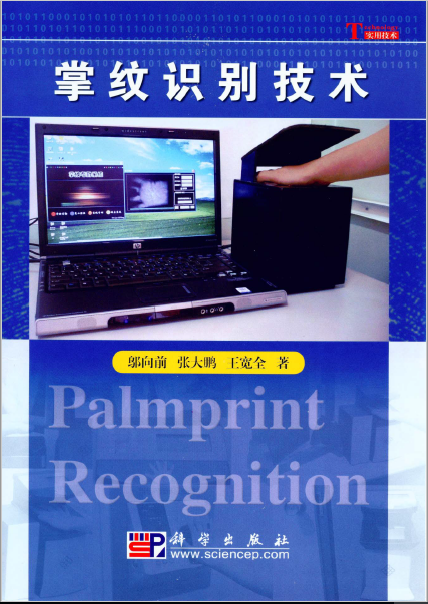 实用技术
掌纹识别技术
邬向前 张大鹏 王宽全 著
Palmprint
Recognition
科学出版社
www.sciencep.com